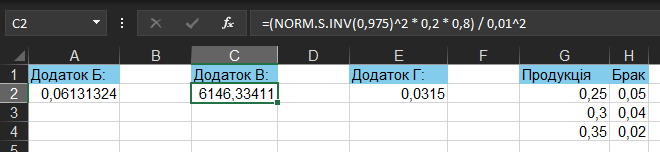 C2 fx =(NORM.S.INV(0,975)^2 * 0,2 * 0,8) / 0,01^2
A B C D E F G H
1 Додаток Б: Додаток В: Додаток Г: Продукція Брак
2 0,06131324 6146,33411 0,0315 0,25 0,05
3 0,3 0,04
4 0,35 0,02
5